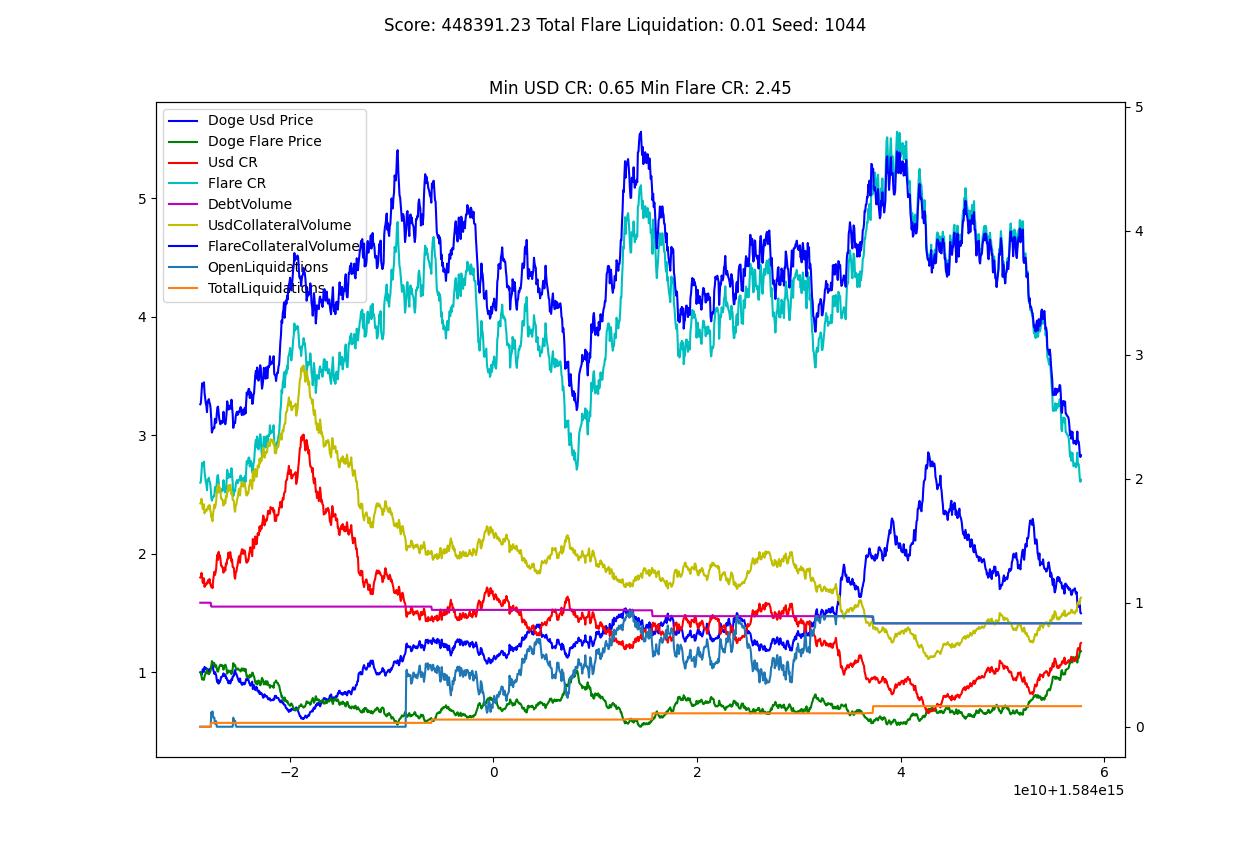 Score: 448391.23 Total Flare Liquidation: 0.01 Seed: 1044
Min USD CR: 0.65 Min Flare CR: 2.45
Doge Usd Price
Doge Flare Price
Usd CR
Flare CR
DebtVolume
UsdCollateralVolume
FlareCollateralVolume
OpenLiquidations
TotalLiquidations
5
4
3
2
1
5
4
3
2
1
0
−2
0
2
4
6
1e10+1.584e15